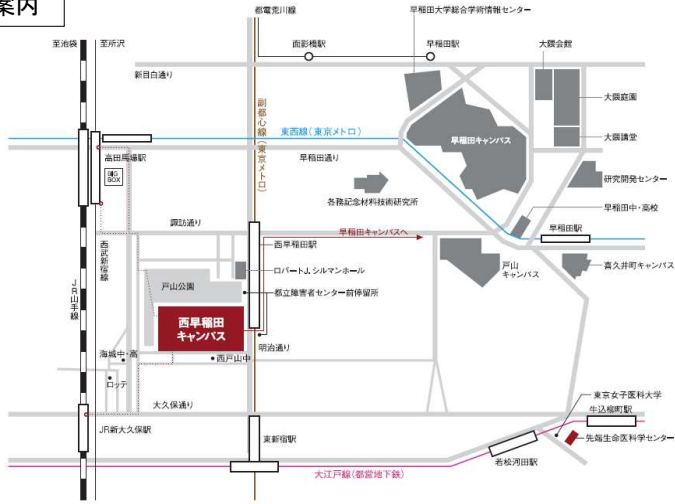 案内
都電荒川線
早稲田大学総合学術情報センター
至池袋
至所沢
面影橋駅
早稲田駅
大隈会館
新目白通り
副都心線(東京メトロ)
大隈庭園
東西線(東京メトロ)
早稲田キャンパス
大隈講堂
高田馬場駅
早稲田通り
BIG
BOX
研究開発センター
各務記念材料技術研究所
早稲田中・高校
諏訪通り
早稲田キャンパスへ
早稲田駅
西早稲田駅
西武新宿線
ロバートJ.シルマンホール
戸山
キャンパス
喜久井町キャンパス
戸山公園
都立障害者センター前停留所
JR山手線
西早稲田
キャンパス
明治通り
海城中・高
西戸山中
ロッテ
大久保通り
東京女子医科大学
牛込柳町駅
JR新大久保駅
東新宿駅
先端生命医科学センター
若松河田駅
大江戸線(都営地下鉄)